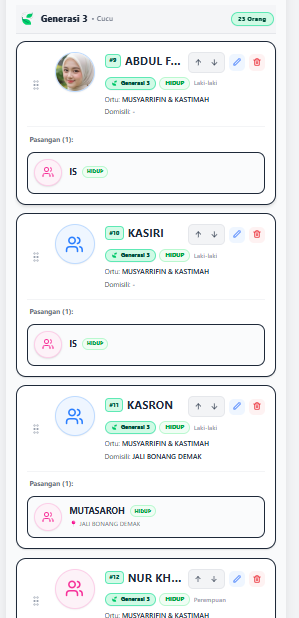 Generasi 3 • Cucu
23 Orang
#9 ABDUL F...
Generasi 3 HIDUP Laki-laki
Ortu: MUSYARRIFIN & KASTIMAH
Domisili: -
Pasangan (1):
IS HIDUP
#10 KASIRI
Generasi 3 HIDUP Laki-laki
Ortu: MUSYARRIFIN & KASTIMAH
Domisili: -
Pasangan (1):
IS HIDUP
#11 KASRON
Generasi 3 HIDUP Laki-laki
Ortu: MUSYARRIFIN & KASTIMAH
Domisili: JALI BONANG DEMAK
Pasangan (1):
MUTASAROH HIDUP
JALI BONANG DEMAK
#12 NUR KH...
Generasi 3 HIDUP Perempuan
Ortu: MUSYARRIFIN & KASTIMAH